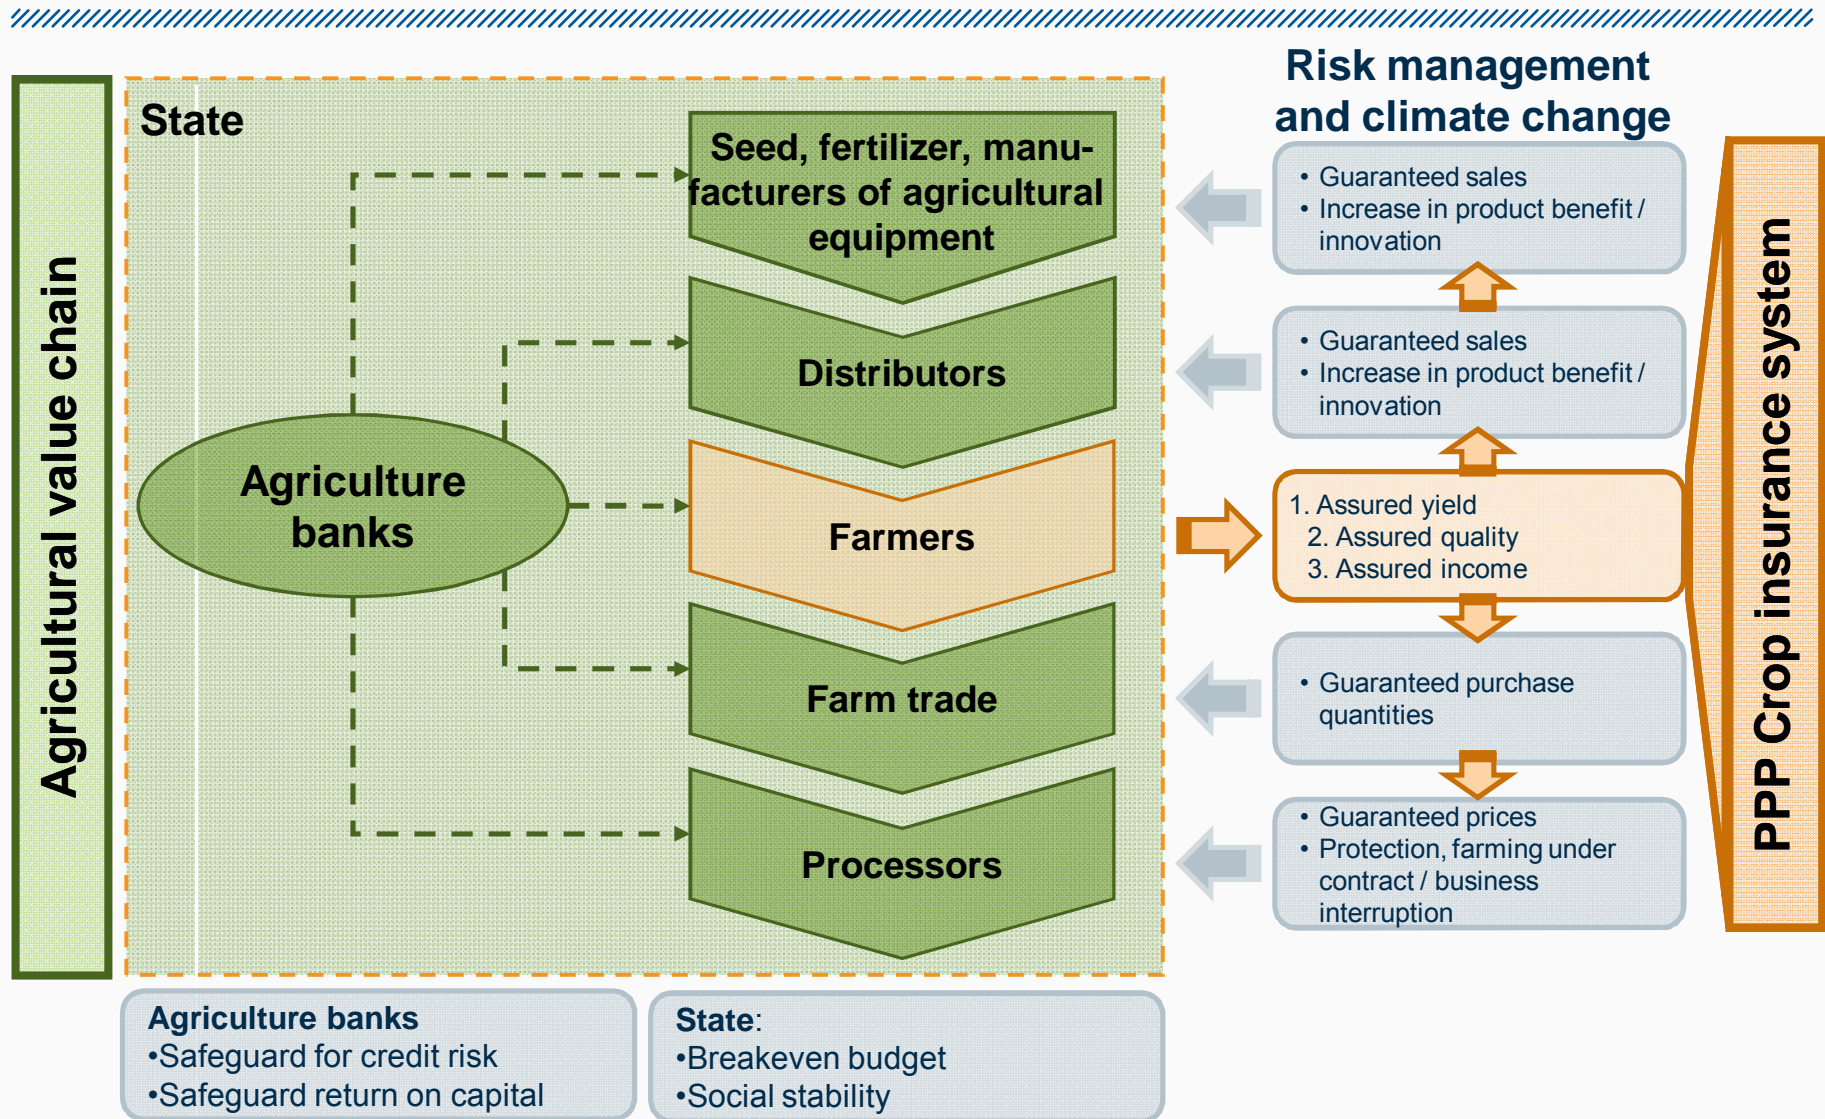 Risk management
and climate change
Agricultural value chain
State
Seed, fertilizer, manu-
facturers of agricultural
equipment
Distributors
Agriculture
banks
Farmers
Farm trade
Processors
• Guaranteed sales
• Increase in product benefit /
innovation
• Guaranteed sales
• Increase in product benefit /
innovation
1. Assured yield
2. Assured quality
3. Assured income
• Guaranteed purchase
quantities
• Guaranteed prices
• Protection, farming under
contract / business
interruption
PPP Crop insurance system
Agriculture banks
•Safeguard for credit risk
•Safeguard return on capital
State:
•Breakeven budget
•Social stability